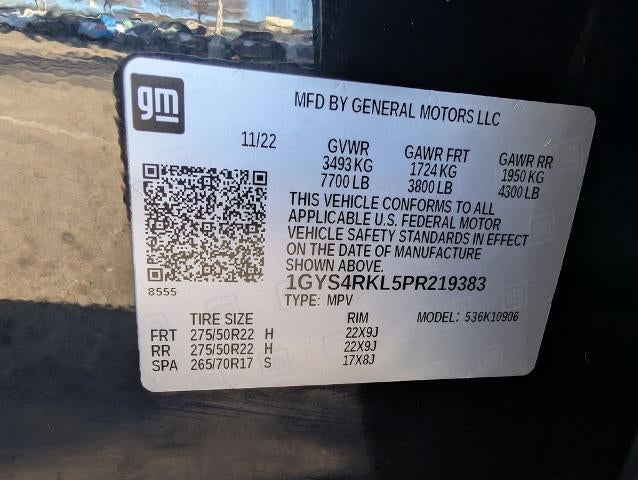 gm
MFD BY GENERAL MOTORS LLC
11/22 GVWR GAWR FRT GAWR RR
3493 KG 1724 KG 1950 KG
7700 LB 3800 LB 4300 LB
THIS VEHICLE CONFORMS TO ALL
APPLICABLE U.S. FEDERAL MOTOR
VEHICLE SAFETY STANDARDS IN EFFECT
ON THE DATE OF MANUFACTURE
SHOWN ABOVE.
8555
1GYS4RKL5PR219383
TYPE: MPV
TIRE SIZE RIM MODEL: 536K10906
FRT 275/50R22 H 22X9J
RR 275/50R22 H 22X9J
SPA 265/70R17 S 17X8J